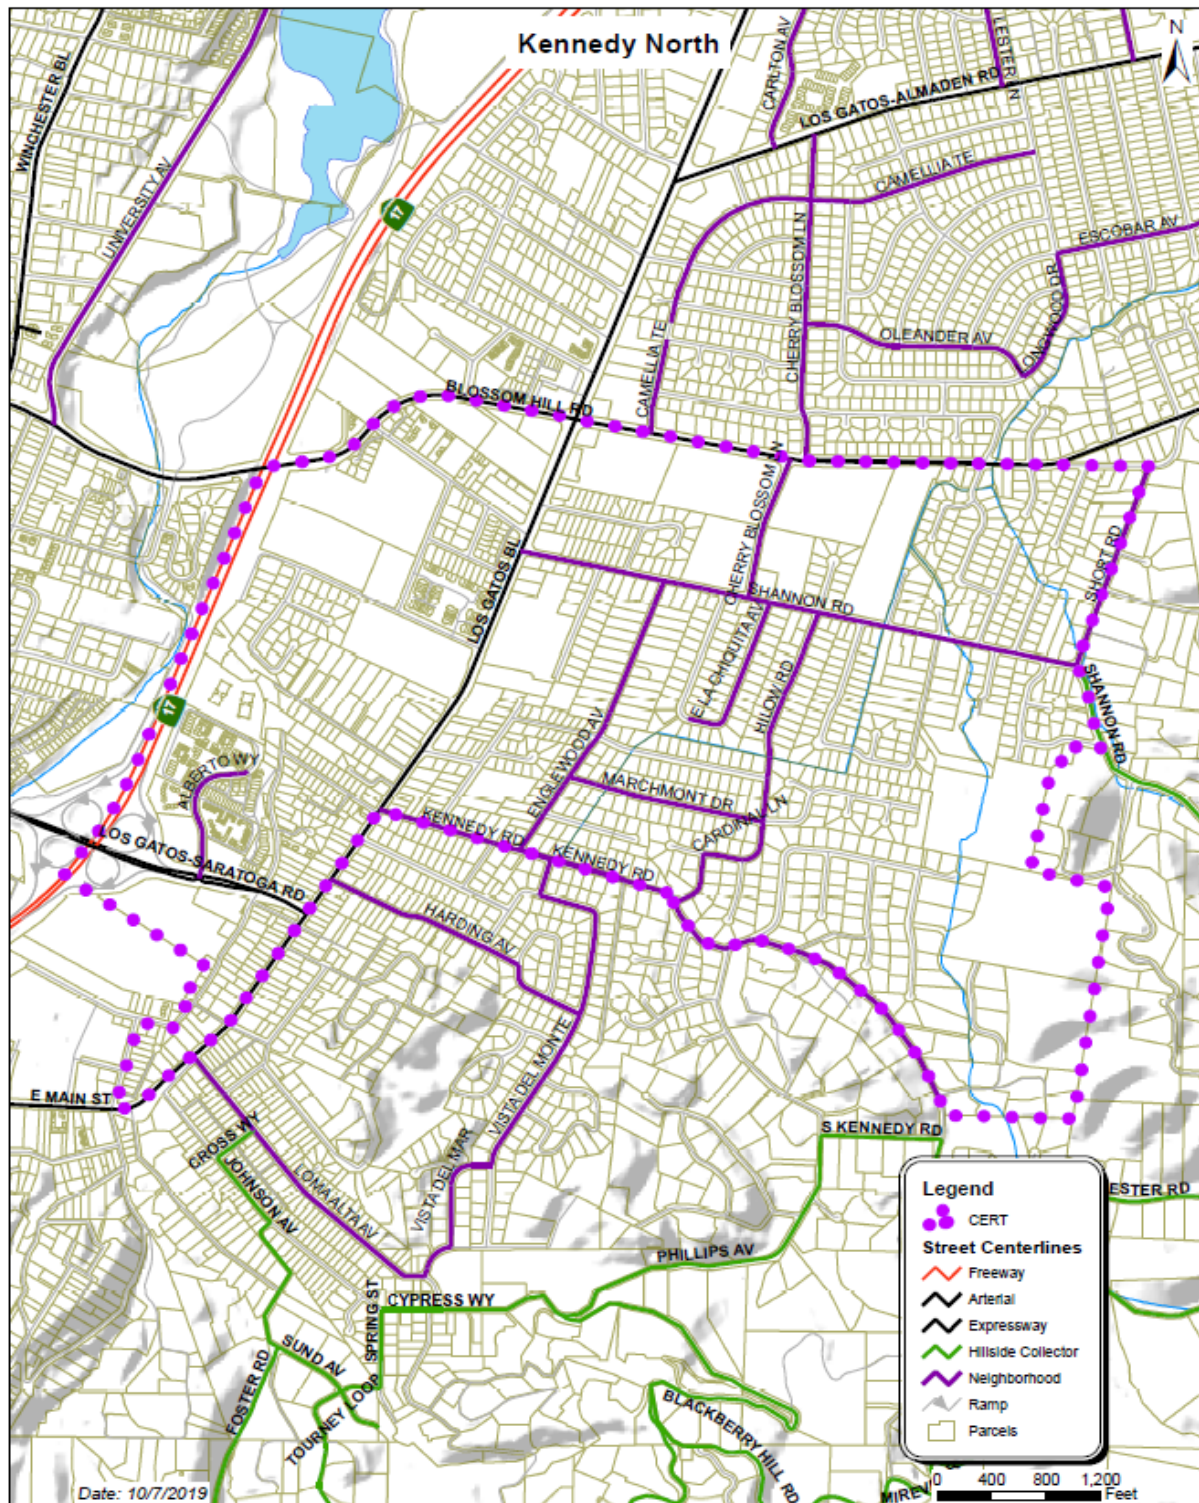 Kennedy North
N
WINCHESTER BL
UNIVERSITY AV
17
CARLTON AV
LESTER LN
LOS GATOS-ALMADEN RD
CAMELLIA TE
CHERRY BLOSSOM LN
ESCOBAR AV
ONGWOOD RD
OLEANDER AV
CAMELLIA TE
BLOSSOM HILL RD
CHERRY BLOSSOM LN
LOS GATOS BL
SHANNON RD
SHORT RD
E LA CHIQUITA AV
HILOW RD
SHANNON RD
17
ENGLEWOOD AV
ALBERTO WY
MARCHMONT DR
CARDINAL LN
KENNEDY RD
KENNEDY RD
LOS GATOS-SARATOGA RD
HARDING AV
VISTA DEL MONTE
E MAIN ST
CROSS WY
JOHNSON AV
LOMA ALTA AV
VISTA DEL MAR
S KENNEDY RD
PHILLIPS AV
ESTER RD
SPRING ST
CYPRESS WY
SUND AV
FOSTER RD
TOURNEY LOOP
BLACKBERRY HILL RD
MIREV
Legend
CERT
Street Centerlines
Freeway
Arterial
Expressway
Hillside Collector
Neighborhood
Ramp
Parcels
0 400 800 1,200
Feet
Date: 10/7/2019